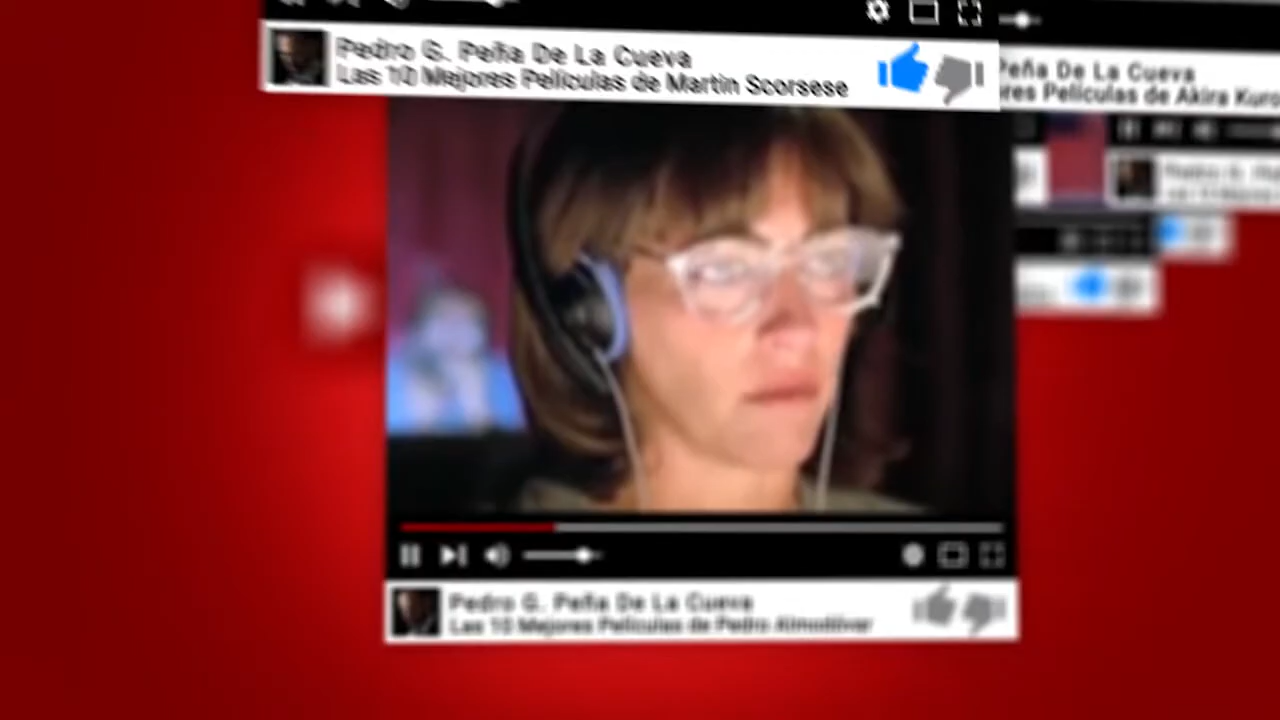 Pedro G. Peña De La Cueva
Las 10 Mejores Películas de Martin Scorsese
Peña De La Cueva
Películas de Akira
Pedro G. Peña De La Cueva
Las 10 Mejores Películas de Pedro Almodóvar